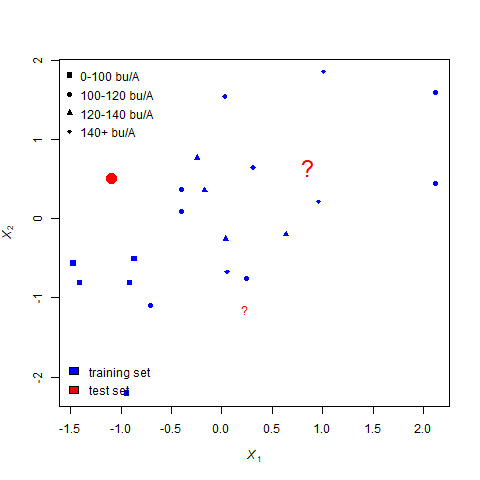 2
0-100 bu/A
100-120 bu/A
120-140 bu/A
140+ bu/A
1
?
0
X2
-1
?
-2
training set
test set
-1.5 -1.0 -0.5 0.0 0.5 1.0 1.5 2.0
X1